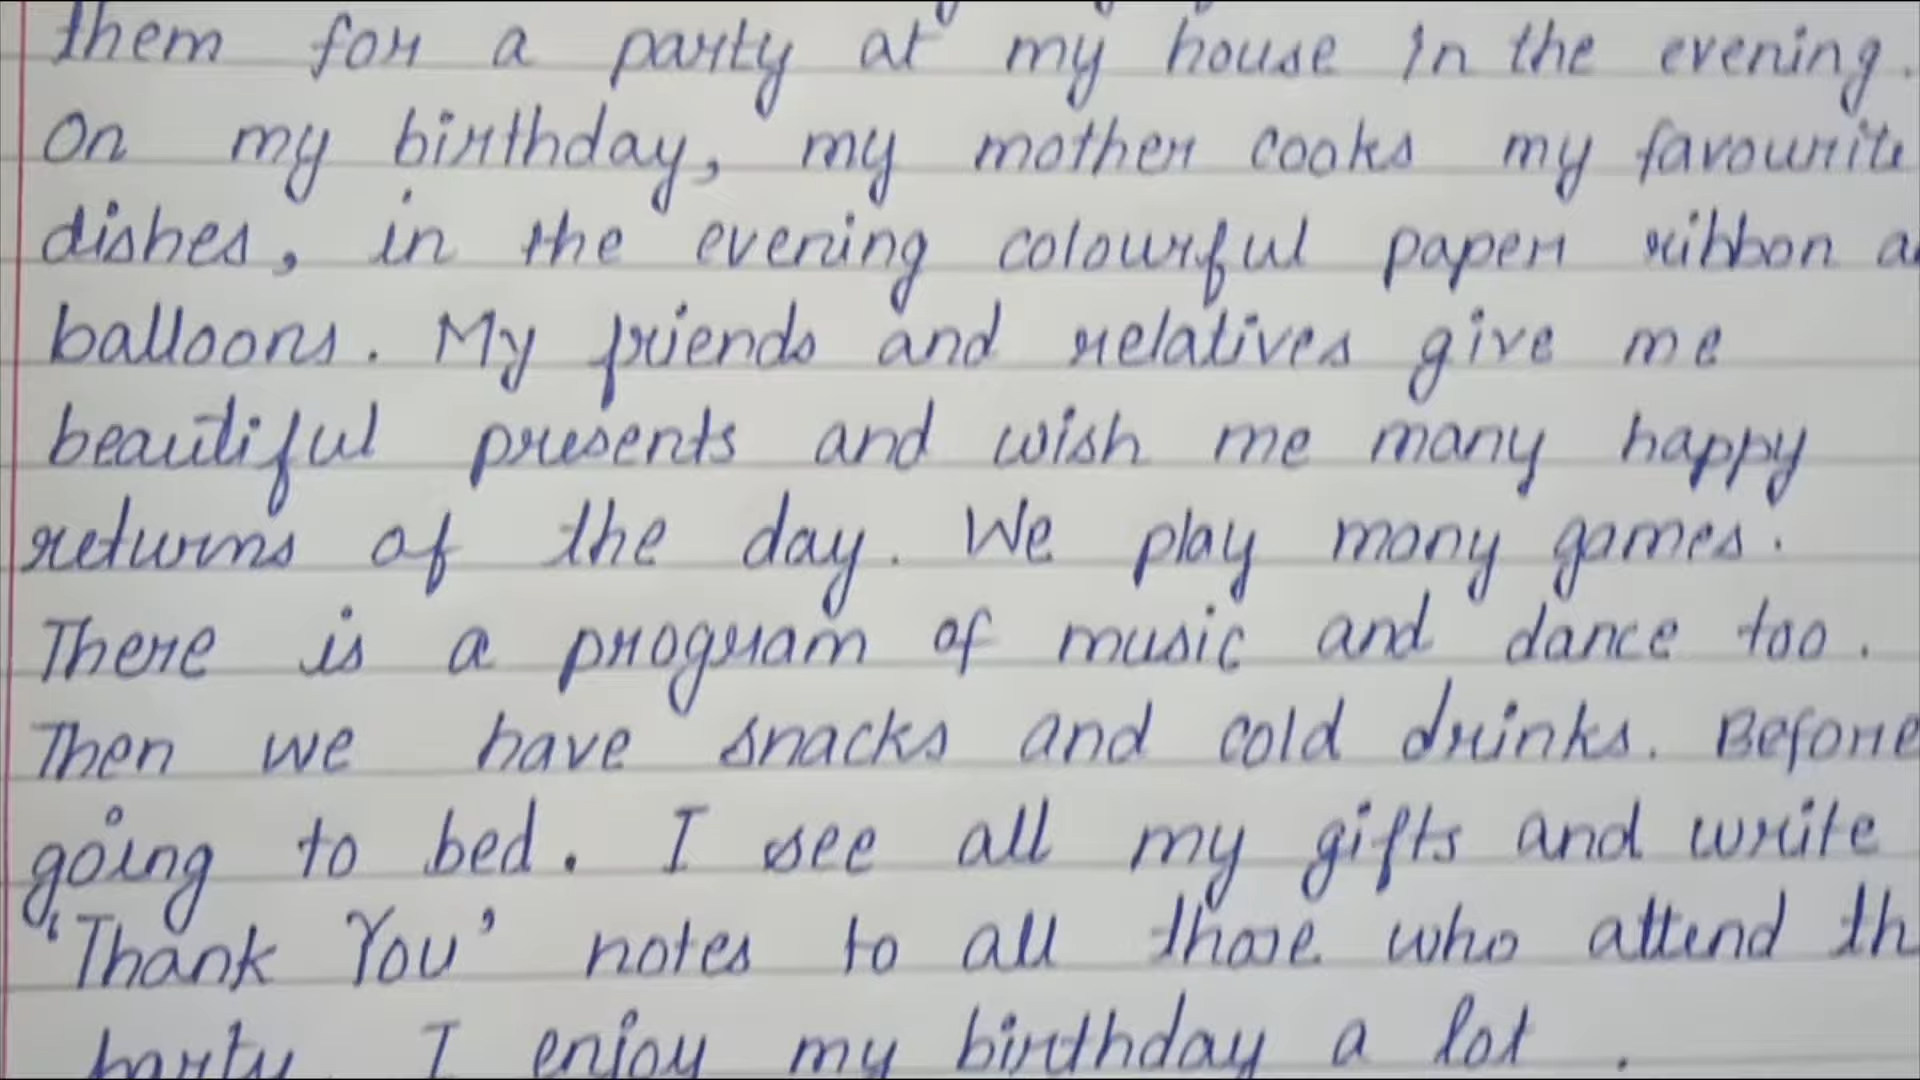 them for a party at my house in the evening.
On my birthday, my mother cooks my favourite
dishes, in the evening colourful paper ribbon a
balloons. My friends and relatives give me
beautiful presents and wish me many happy
returns of the day. We play many games.
There is a program of music and dance too.
Then we have snacks and cold drinks. Before
going to bed. I see all my gifts and write
'Thank You' notes to all those who attend th
party. I enjoy my birthday a lot.